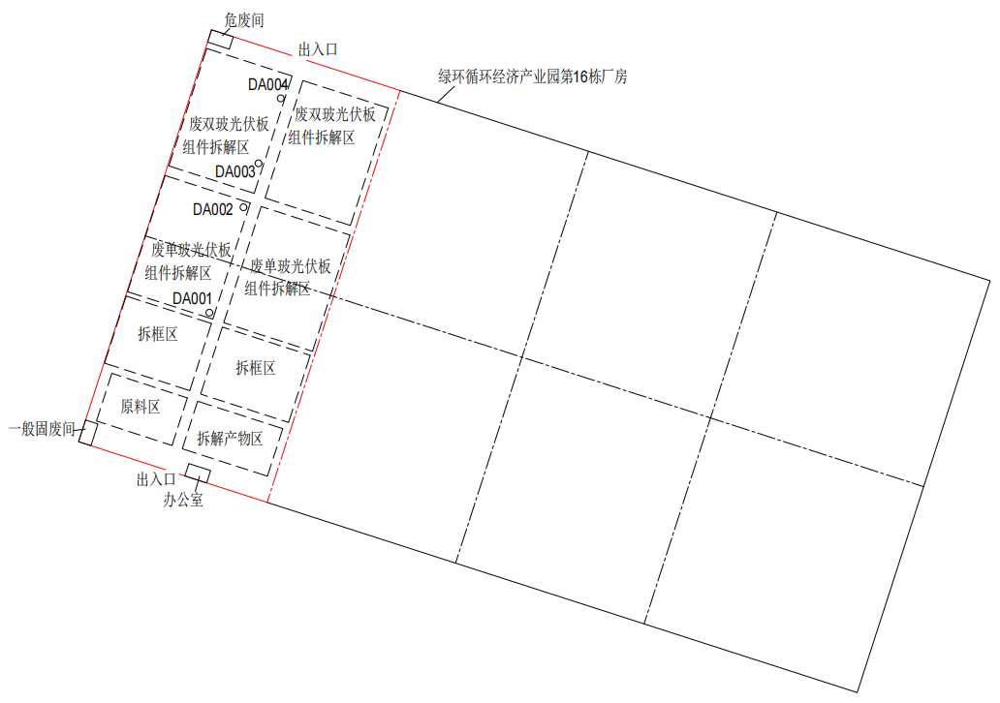 危废间
出入口
绿环循环经济产业园第16栋厂房
DA004
废双玻光伏板
组件拆解区
废双玻光伏板
组件拆解区
DA003
DA002
废单玻光伏板
组件拆解区
废单玻光伏板
组件拆解区
DA001
拆框区
拆框区
原料区
一般固废间
拆解产物区
出入口
办公室